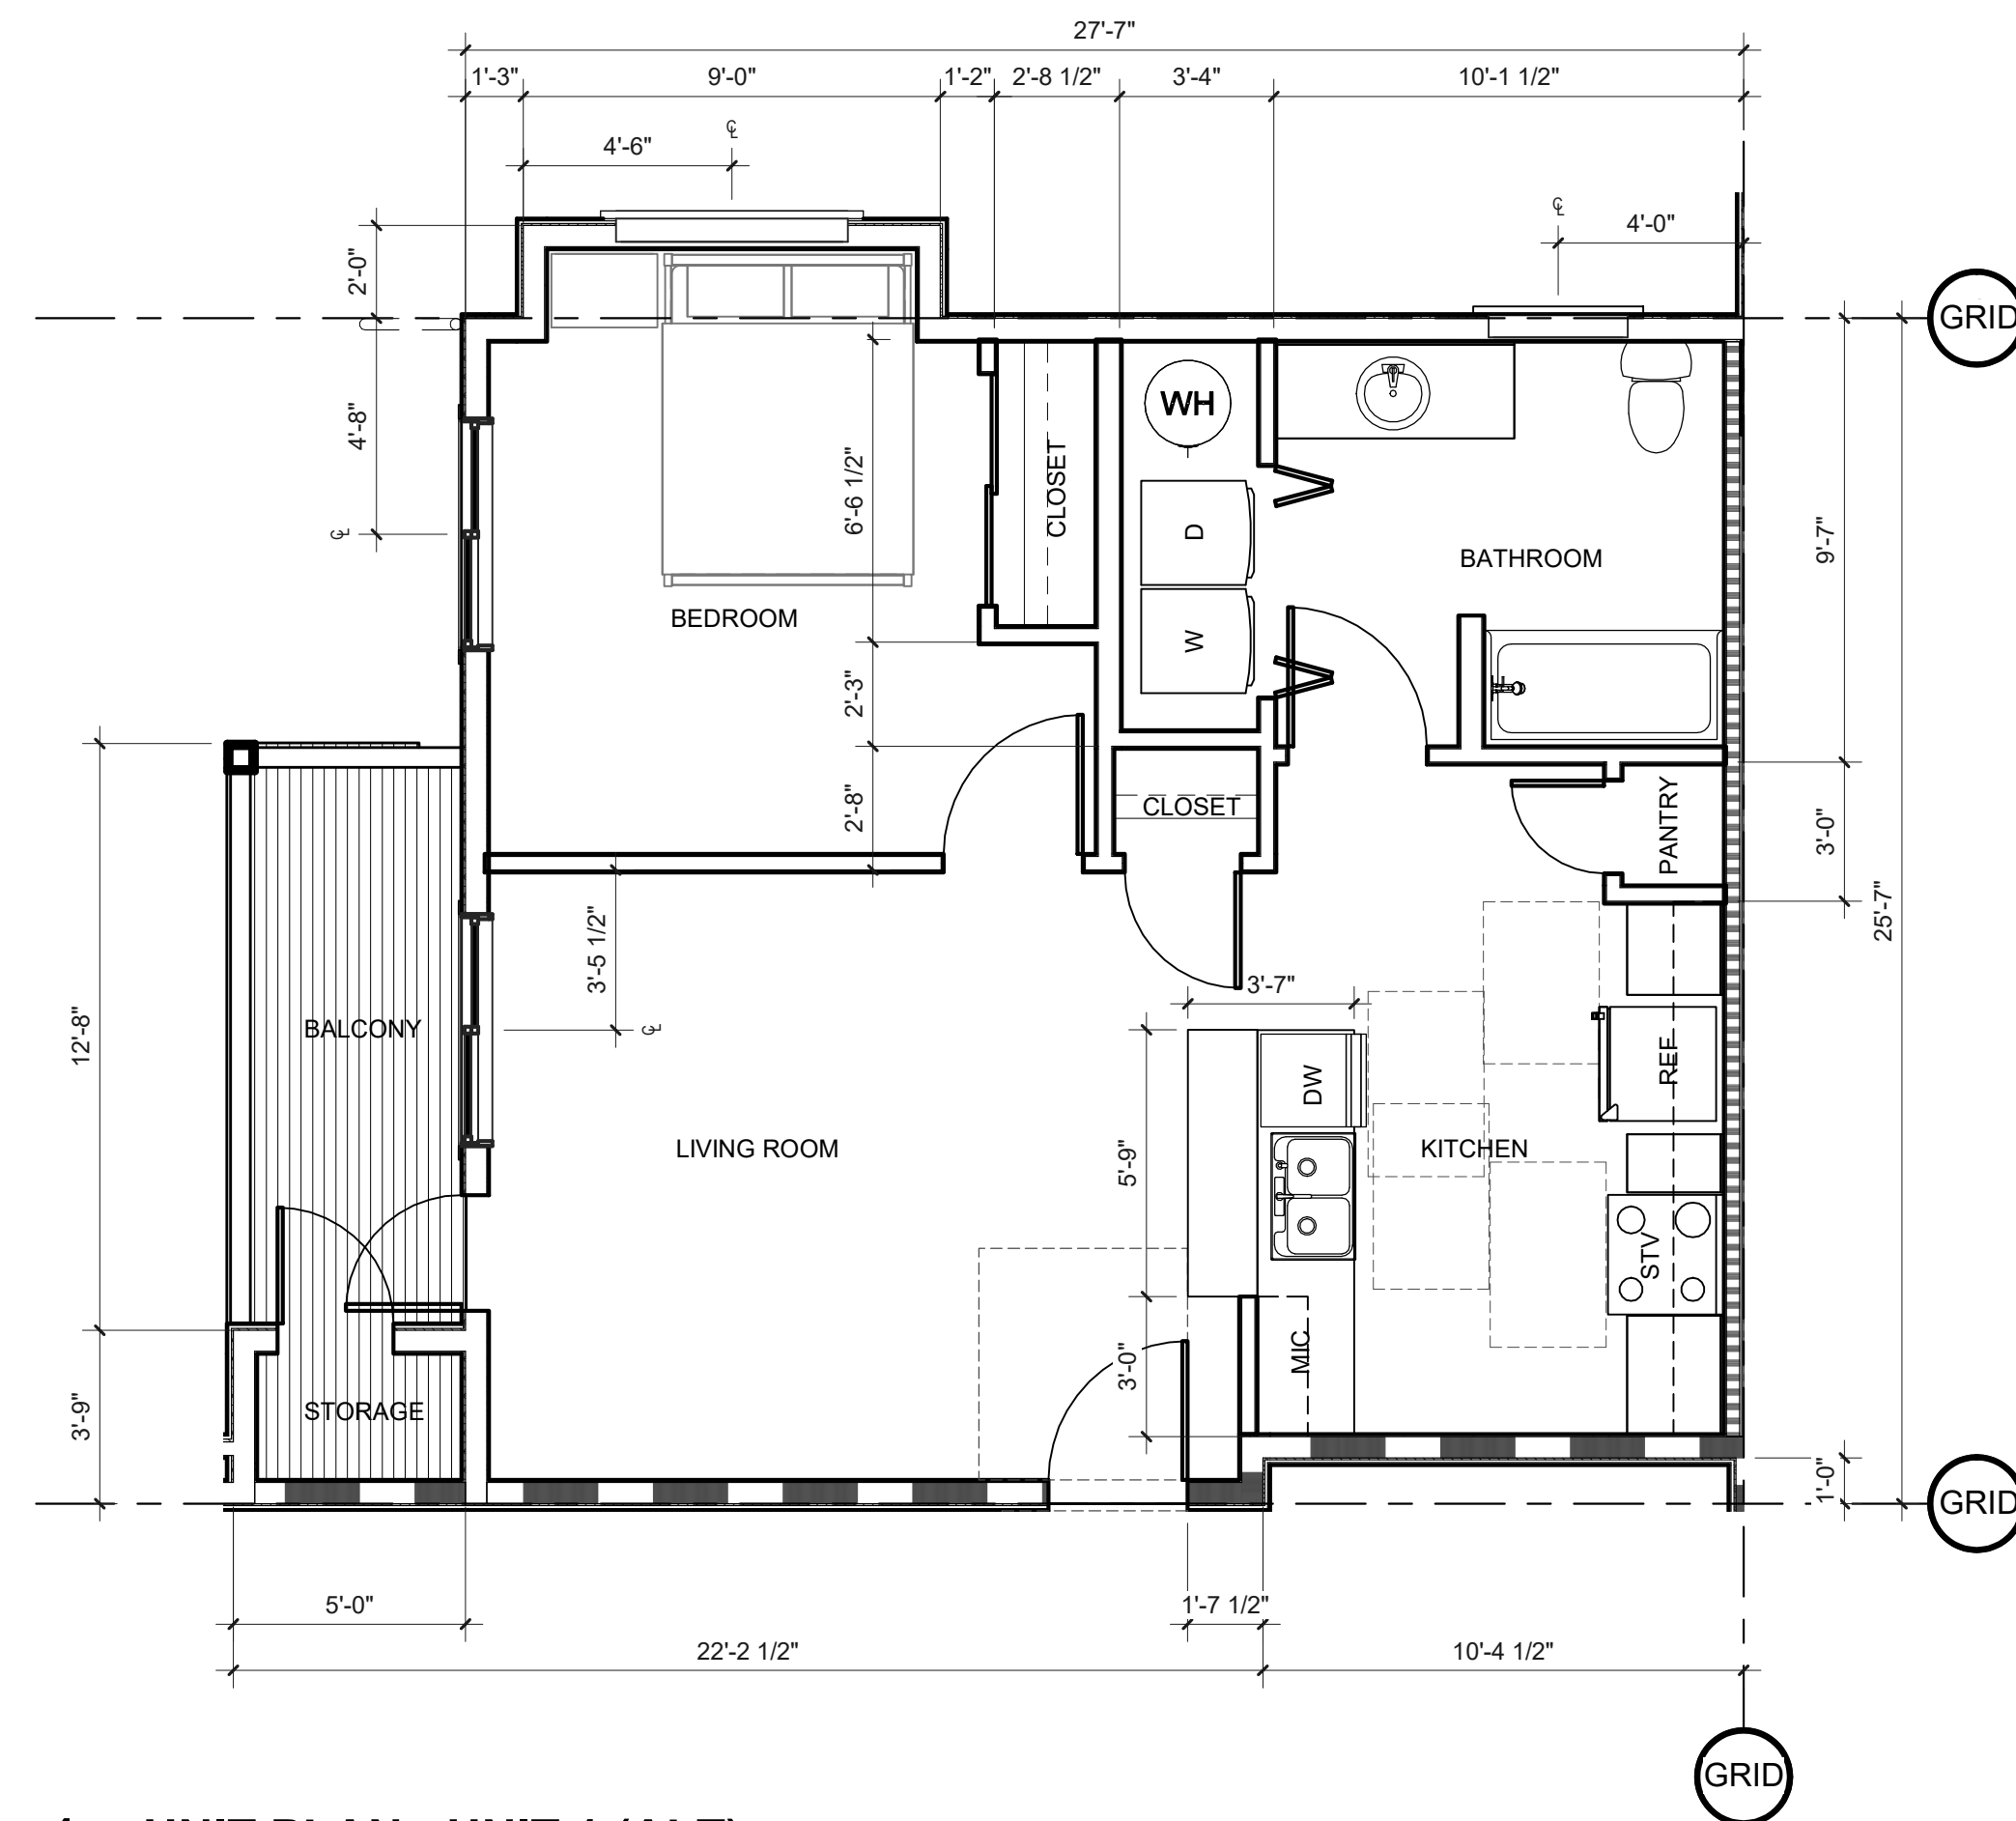 27'-7"
1'-3" 9'-0" 1'-2" 2'-8 1/2" 3'-4" 10'-1 1/2"
4'-6"
4'-0"
2'-0"
GRID
4'-8"
WH
6'-6 1/2"
CLOSET
D
BATHROOM
9'-7"
BEDROOM
W
2'-3"
2'-8"
CLOSET
PANTRY
3'-0"
25'-7"
3'-5 1/2"
3'-7"
12'-8"
BALCONY
DW
REF
LIVING ROOM
5'-9"
KITCHEN
STV
3'-0"
MIC
3'-9"
STORAGE
1'-0"
GRID
5'-0"
1'-7 1/2"
22'-2 1/2"
10'-4 1/2"
GRID